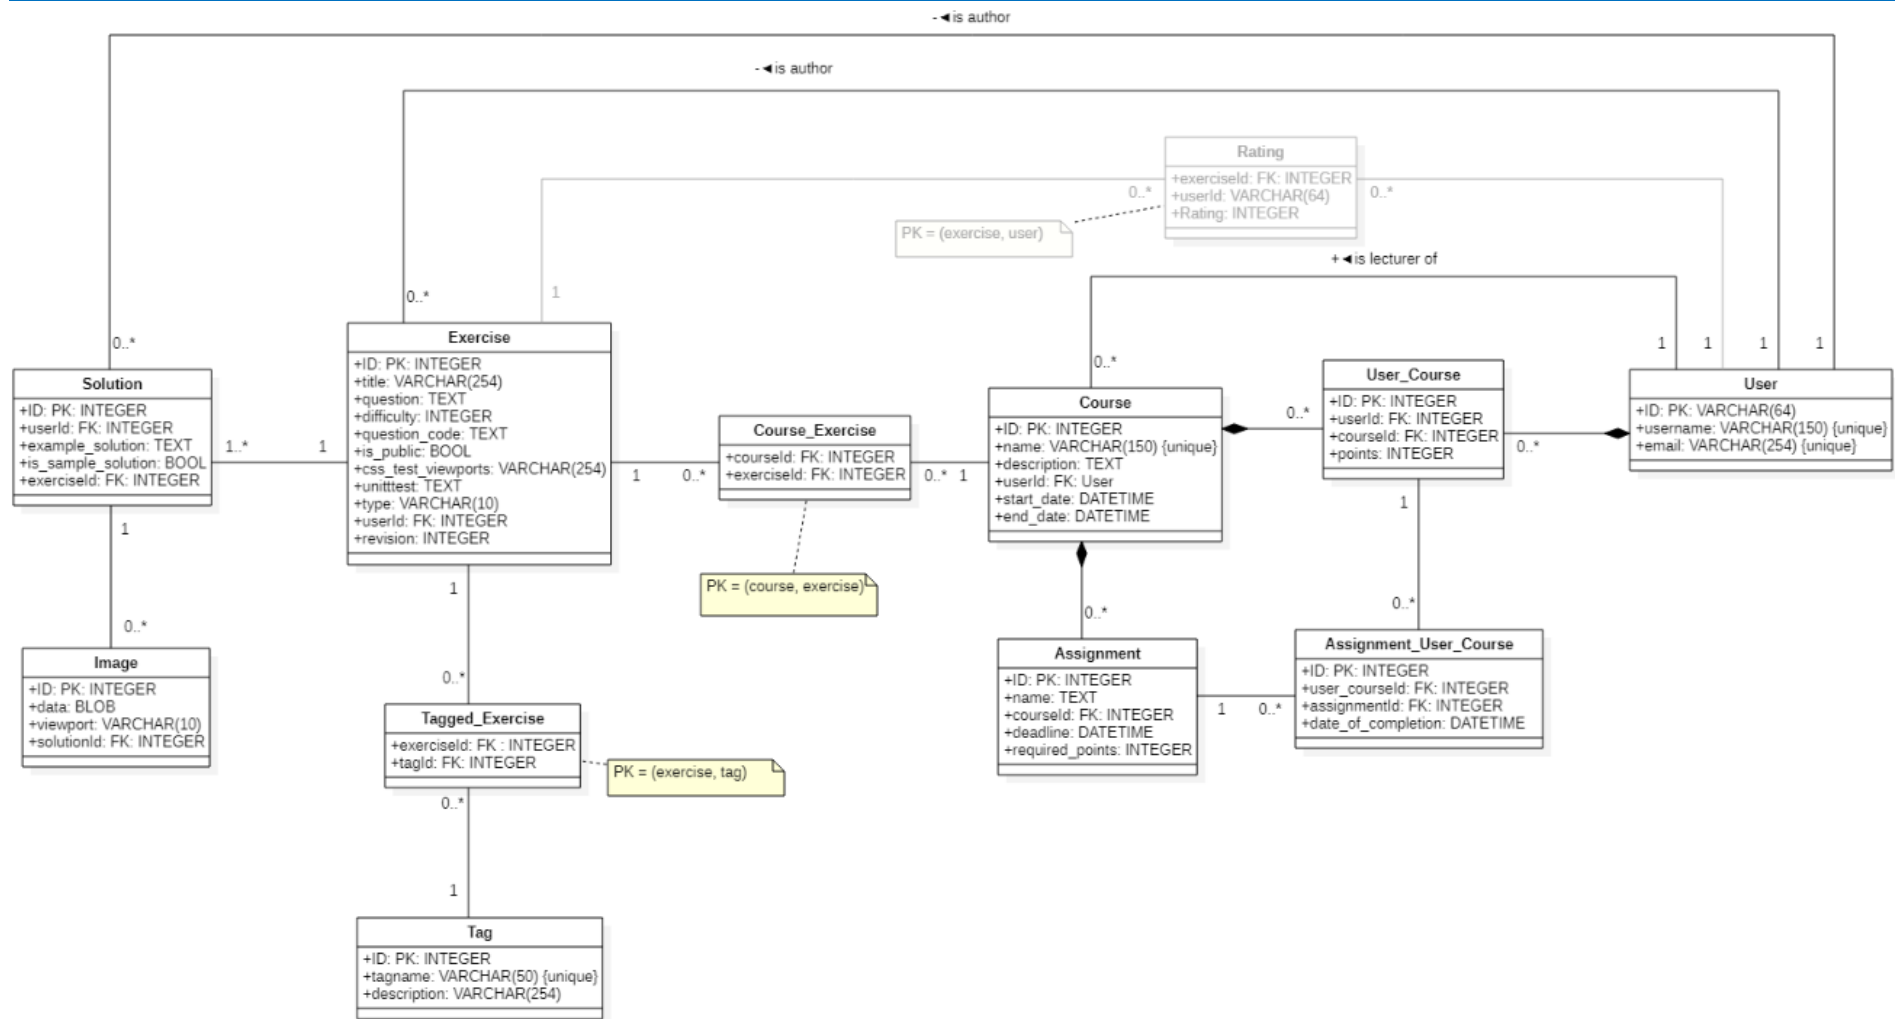 -◄is author
-◄is author
Rating
+exerciseId: FK: INTEGER
+userId: VARCHAR(64)
+Rating: INTEGER
0..*
0..*
PK = (exercise, user)
+◄is lecturer of
0..*
1
0..*
0..*
1
1
1
1
Solution
+ID: PK: INTEGER
+userId: FK: INTEGER
+example_solution: TEXT
+is_sample_solution: BOOL
+exerciseId: FK: INTEGER
1..*
1
Exercise
+ID: PK: INTEGER
+title: VARCHAR(254)
+question: TEXT
+difficulty: INTEGER
+question_code: TEXT
+is_public: BOOL
+css_test_viewports: VARCHAR(254)
+unitttest: TEXT
+type: VARCHAR(10)
+userId: FK: INTEGER
+revision: INTEGER
1
0..*
Course_Exercise
+courseId: FK: INTEGER
+exerciseId: FK: INTEGER
0..*
1
PK = (course, exercise)
Course
+ID: PK: INTEGER
+name: VARCHAR(150) {unique}
+description: TEXT
+userId: FK: User
+start_date: DATETIME
+end_date: DATETIME
0..*
User_Course
+ID: PK: INTEGER
+userId: FK: INTEGER
+courseId: FK: INTEGER
+points: INTEGER
0..*
User
+ID: PK: VARCHAR(64)
+username: VARCHAR(150) {unique}
+email: VARCHAR(254) {unique}
1
1
1
0..*
0..*
0..*
0..*
Image
+ID: PK: INTEGER
+data: BLOB
+viewport: VARCHAR(10)
+solutionId: FK: INTEGER
Tagged_Exercise
+exerciseId: FK : INTEGER
+tagId: FK: INTEGER
PK = (exercise, tag)
Assignment
+ID: PK: INTEGER
+name: TEXT
+courseId: FK: INTEGER
+deadline: DATETIME
+required_points: INTEGER
1
0..*
Assignment_User_Course
+ID: PK: INTEGER
+user_courseId: FK: INTEGER
+assignmentId: FK: INTEGER
+date_of_completion: DATETIME
0..*
1
Tag
+ID: PK: INTEGER
+tagname: VARCHAR(50) {unique}
+description: VARCHAR(254)